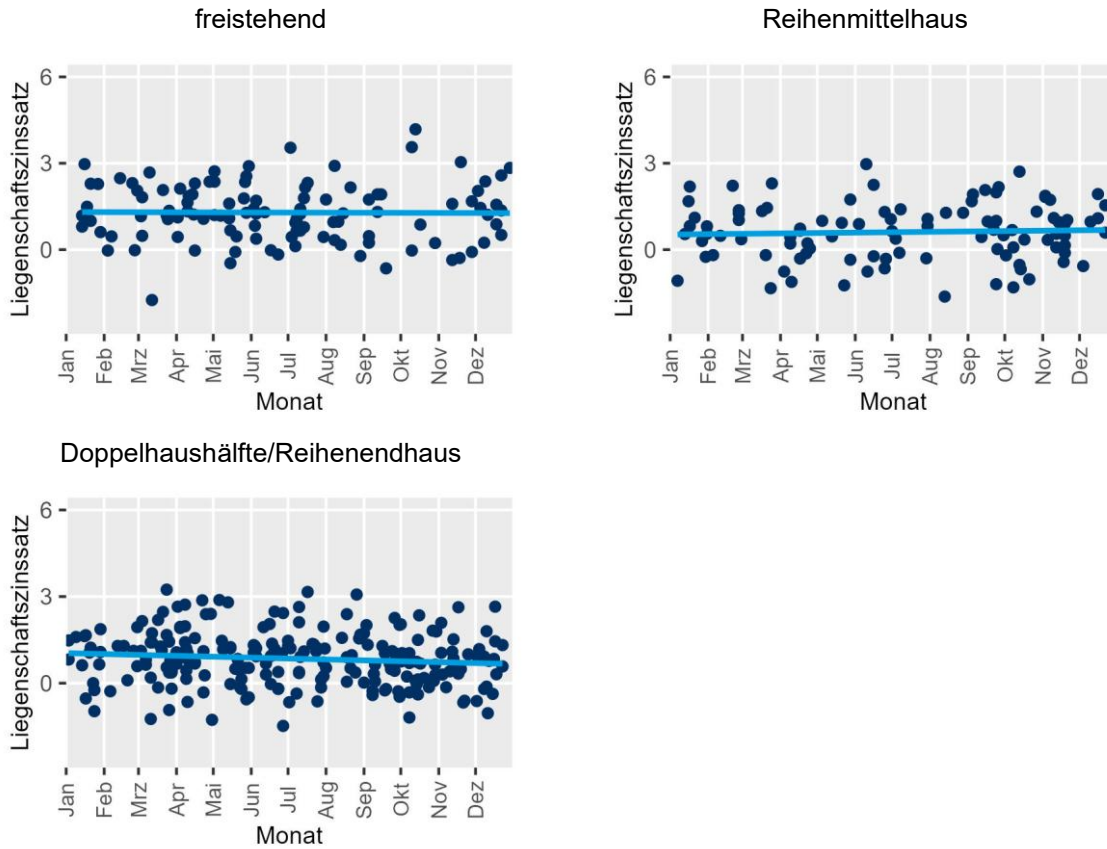 freistehend
Reihenmittelhaus
Liegenschaftszinssatz
6
3
0
Jan Feb Mrz Apr Mai Jun Jul Aug Sep Okt Nov Dez
Monat
Liegenschaftszinssatz
6
3
0
Jan Feb Mrz Apr Mai Jun Jul Aug Sep Okt Nov Dez
Monat
Doppelhaushälfte/Reihenendhaus
Liegenschaftszinssatz
6
3
0
Jan Feb Mrz Apr Mai Jun Jul Aug Sep Okt Nov Dez
Monat